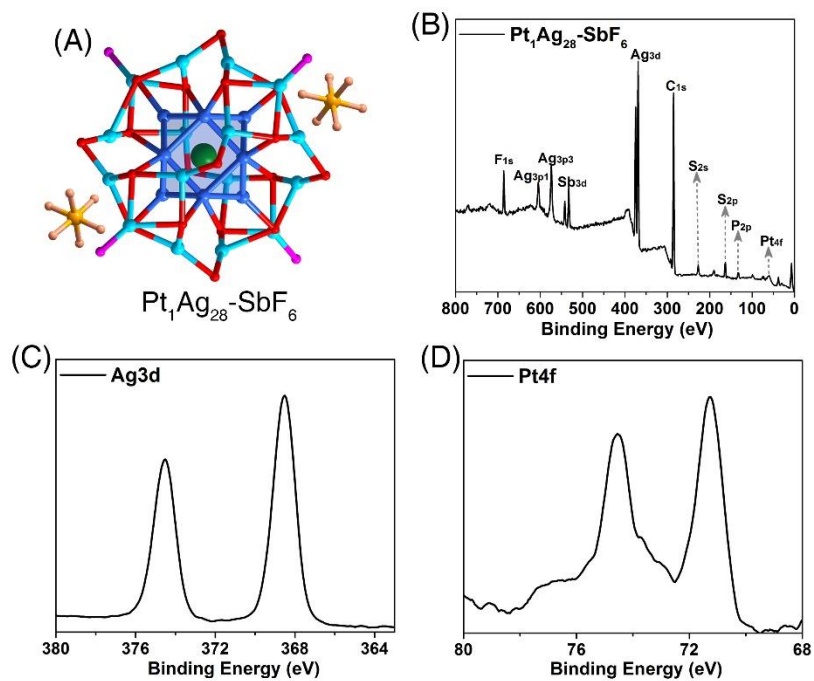 (A)
Pt₁Ag₂₈-SbF₆
(B)
Pt₁Ag₂₈-SbF₆
Ag3d
C1s
F1s
Ag3p1
Ag3p3
Sb3d
S2s
S2p
P2p
Pt4f
800 700 600 500 400 300 200 100 0
Binding Energy (eV)
(C)
Ag3d
380 376 372 368 364
Binding Energy (eV)
(D)
Pt4f
80 76 72 68
Binding Energy (eV)